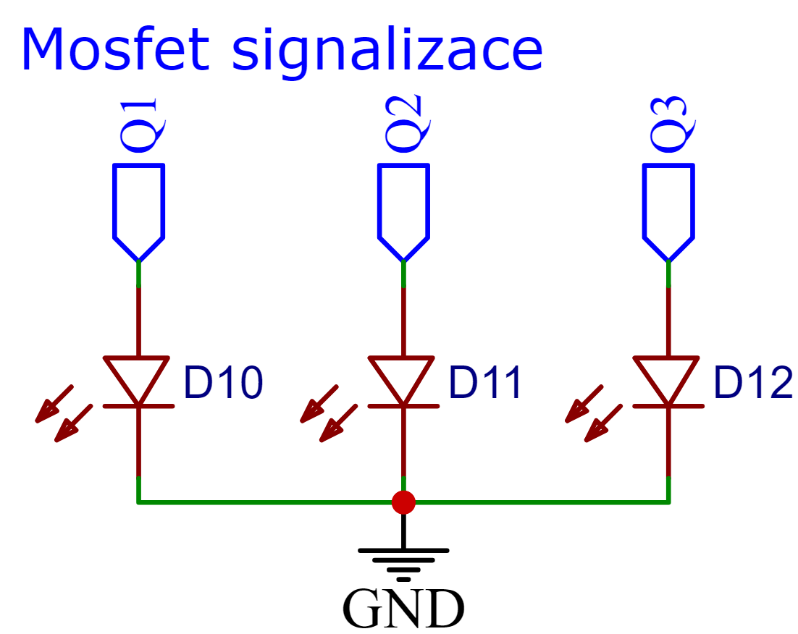 Mosfet signalizace
Q1
Q2
Q3
D10
D11
D12
GND